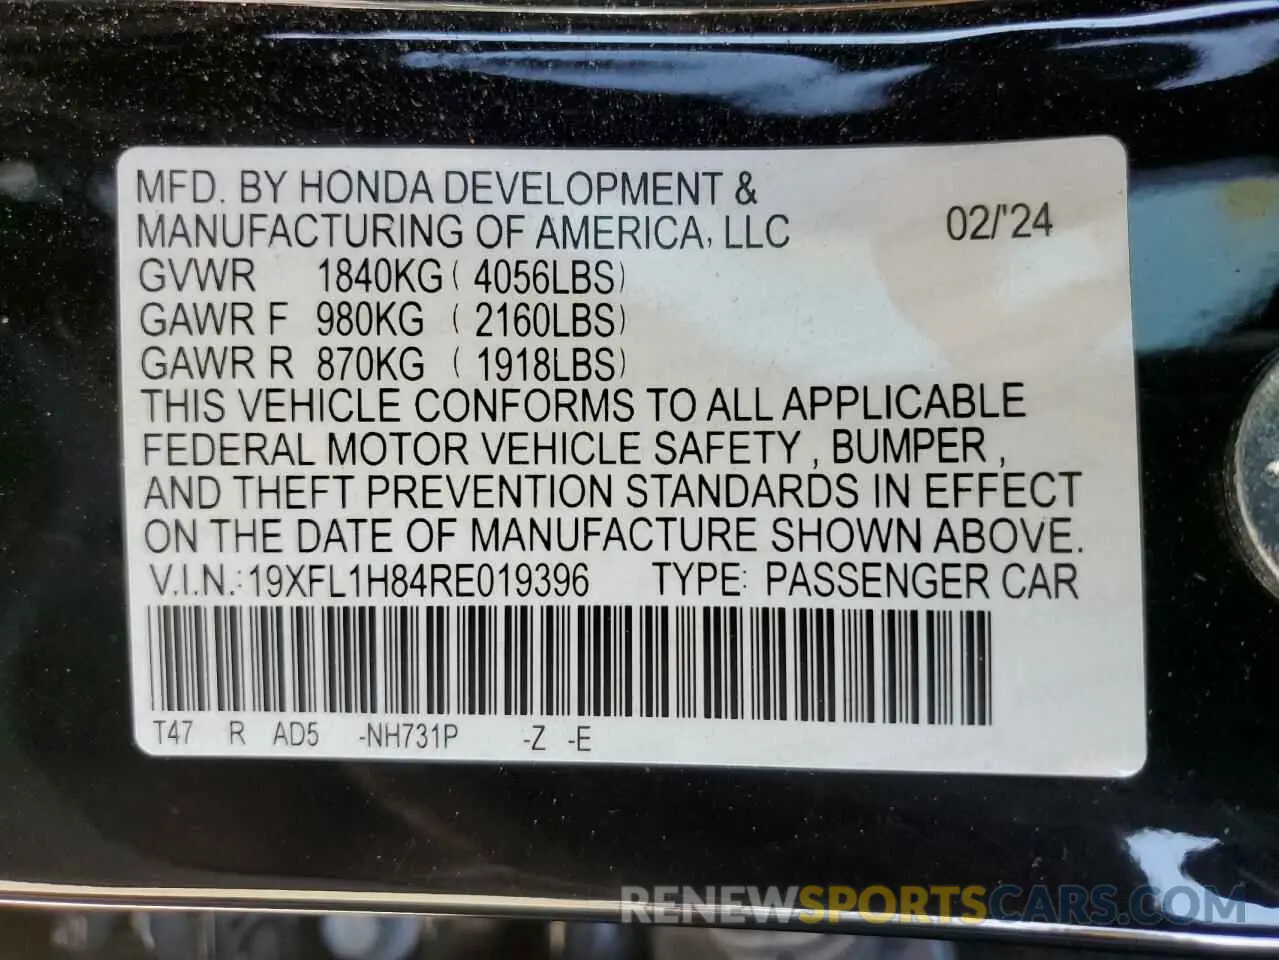 MFD. BY HONDA DEVELOPMENT &
MANUFACTURING OF AMERICA, LLC 02/'24
GVWR 1840KG ( 4056LBS)
GAWR F 980KG ( 2160LBS)
GAWR R 870KG ( 1918LBS)
THIS VEHICLE CONFORMS TO ALL APPLICABLE
FEDERAL MOTOR VEHICLE SAFETY , BUMPER ,
AND THEFT PREVENTION STANDARDS IN EFFECT
ON THE DATE OF MANUFACTURE SHOWN ABOVE.
V.I.N.: 19XFL1H84RE019396 TYPE: PASSENGER CAR
T47 R AD5 -NH731P -Z -E
RENEWSPORTSCARS.COM